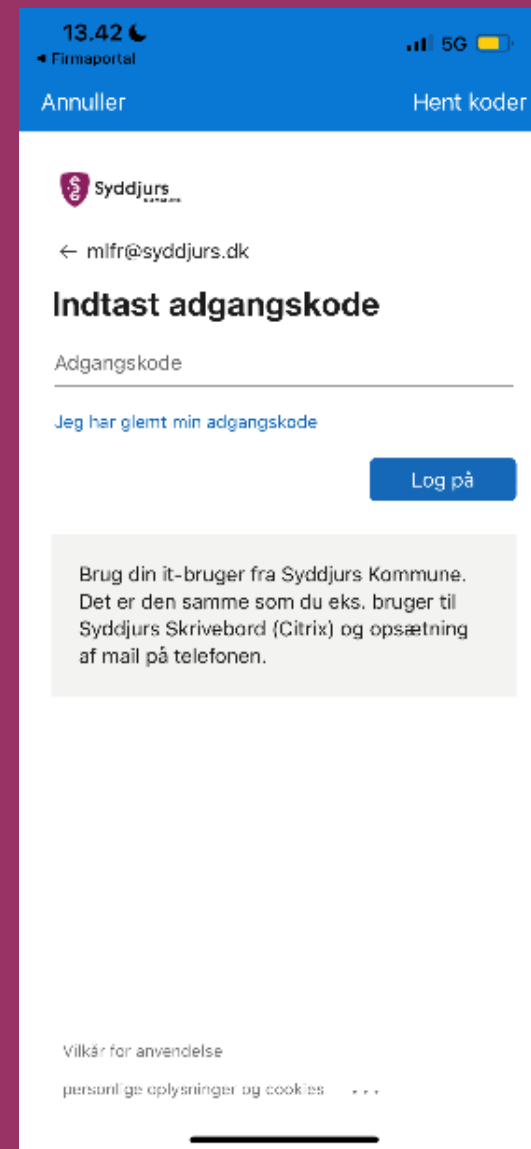 13.42
5G
◀ Firmaportal
Annuller
Hent koder
Syddjurs
← mlfr@syddjurs.dk
Indtast adgangskode
Adgangskode
Jeg har glemt min adgangskode
Log på
Brug din it-bruger fra Syddjurs Kommune.
Det er den samme som du eks. bruger til
Syddjurs Skrivebord (Citrix) og opsætning
af mail på telefonen.
Vilkår for anvendelse
personlige oplysninger og cookies ...